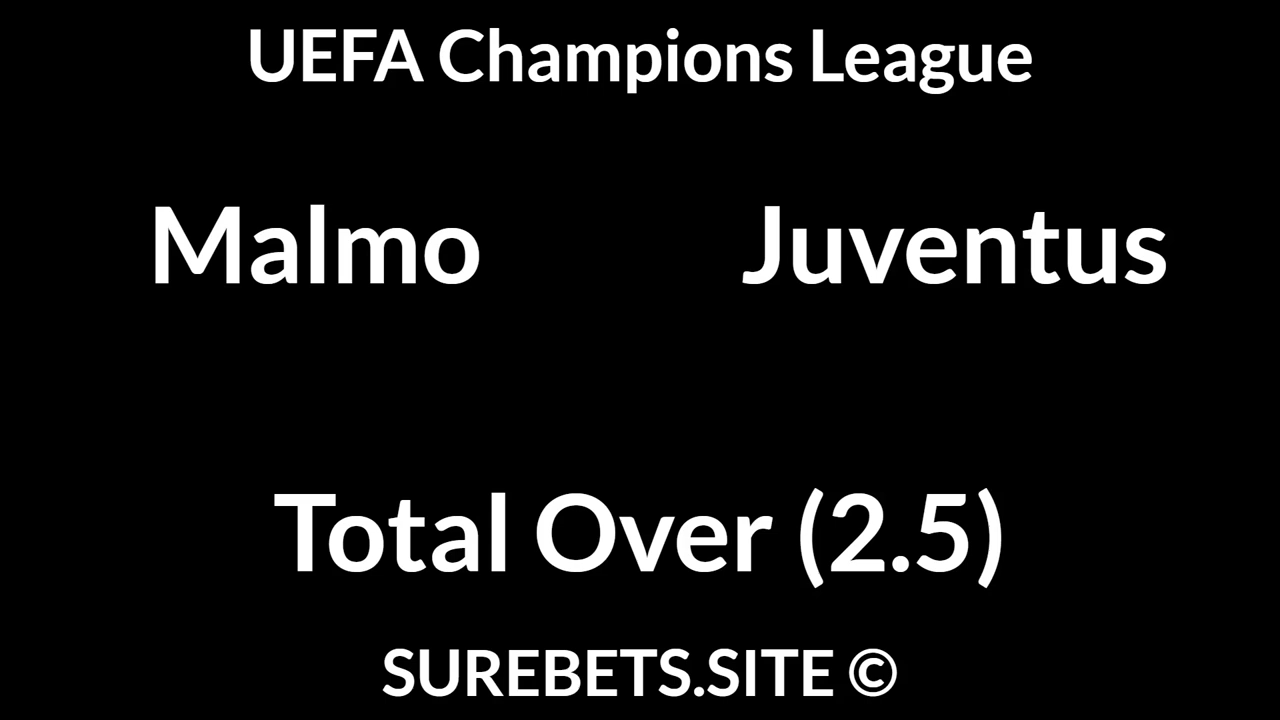 UEFA Champions League
Malmo Juventus
Total Over (2.5)
SUREBETS.SITE ©